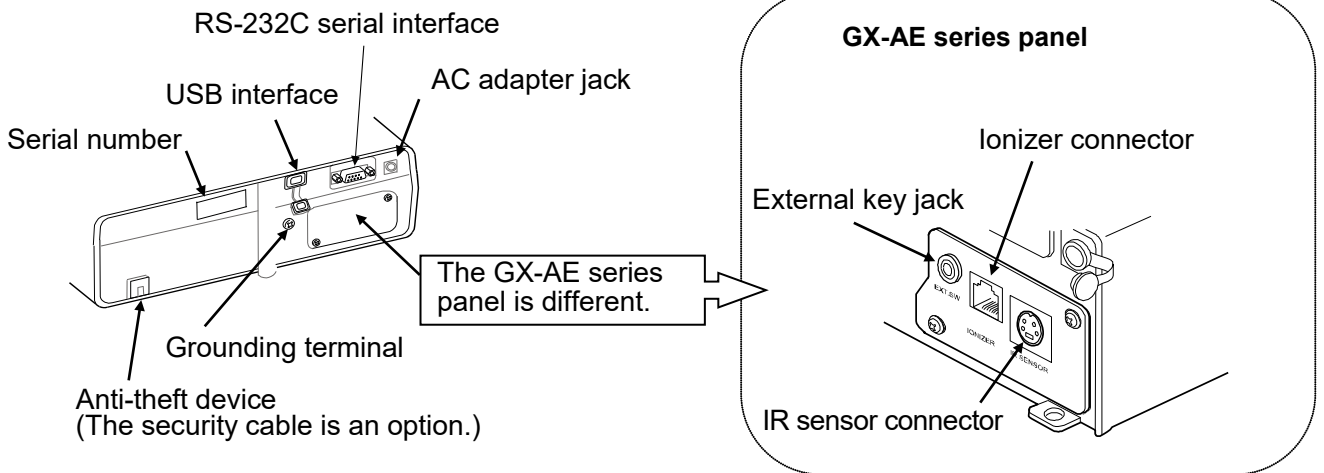 RS-232C serial interface
USB interface
AC adapter jack
Serial number
The GX-AE series
panel is different.
Grounding terminal
Anti-theft device
(The security cable is an option.)
GX-AE series panel
Ionizer connector
External key jack
EXT.SW
IONIZER
SENSOR
IR sensor connector